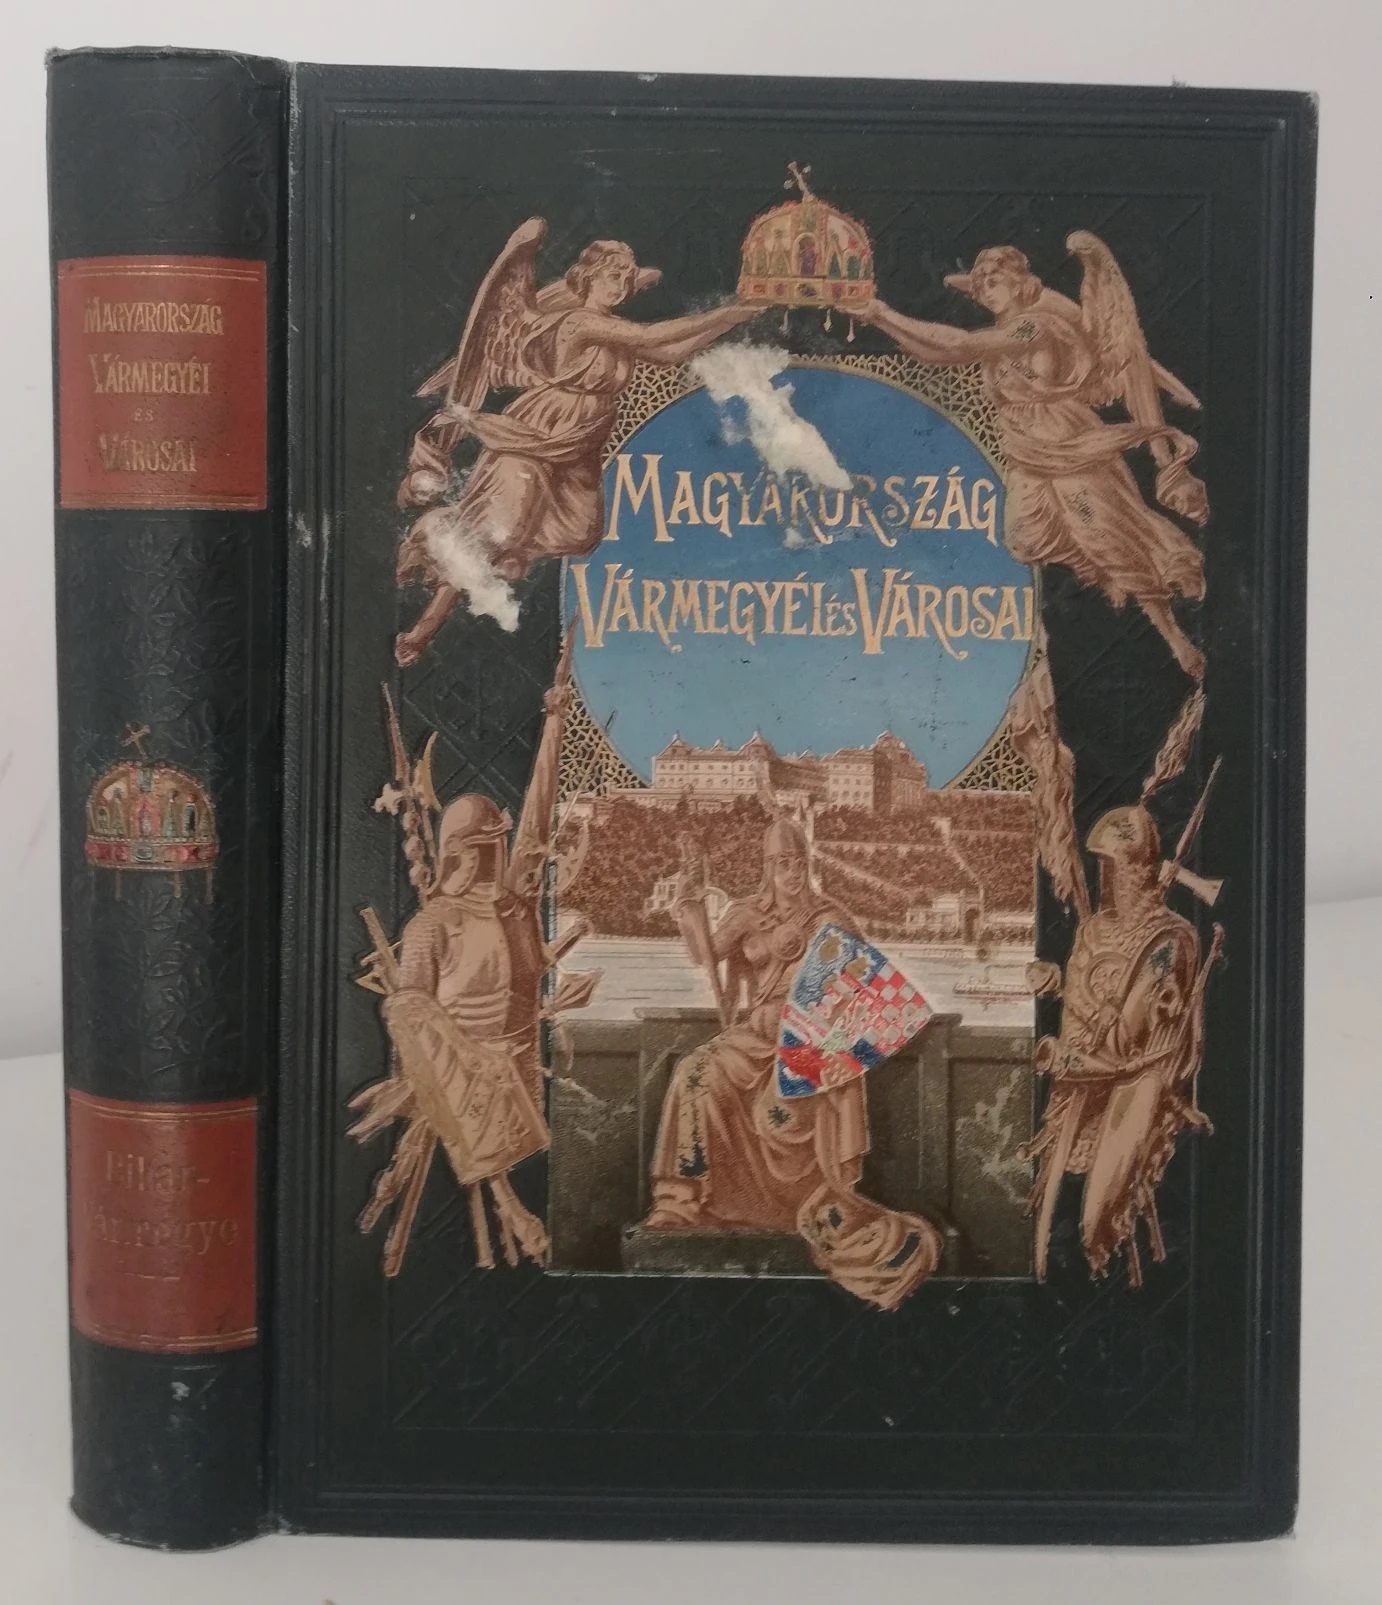 MAGYARORSZÁG
VÁRMEGYÉI
ÉS
VÁROSAI
Bihar-
vármegye
MAGYARORSZÁG
VÁRMEGYÉI ÉS VÁROSAI